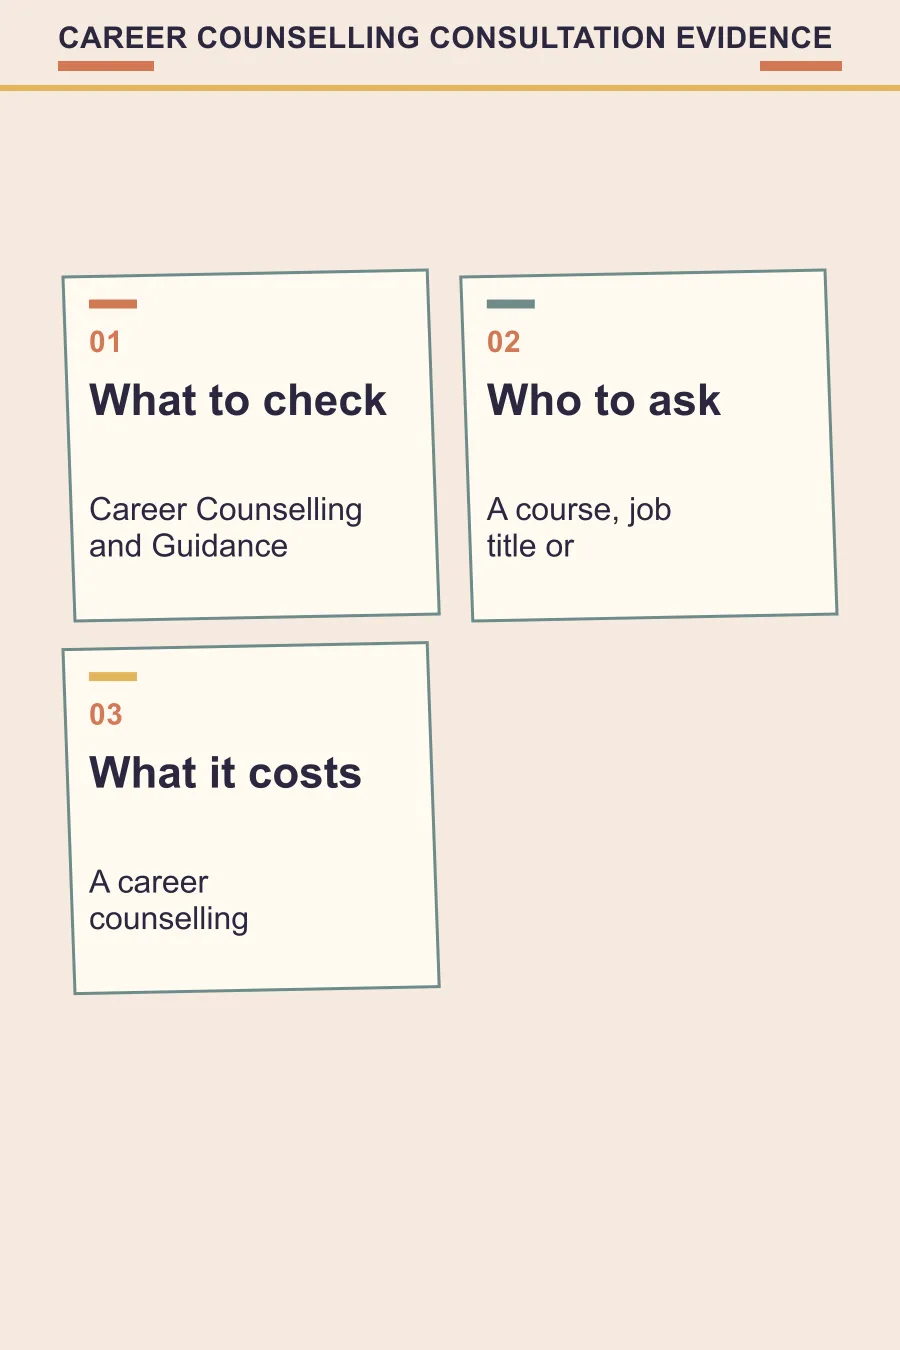 CAREER COUNSELLING CONSULTATION EVIDENCE
01
What to check
Career Counselling
and Guidance
02
Who to ask
A course, job
title or
03
What it costs
A career
counselling